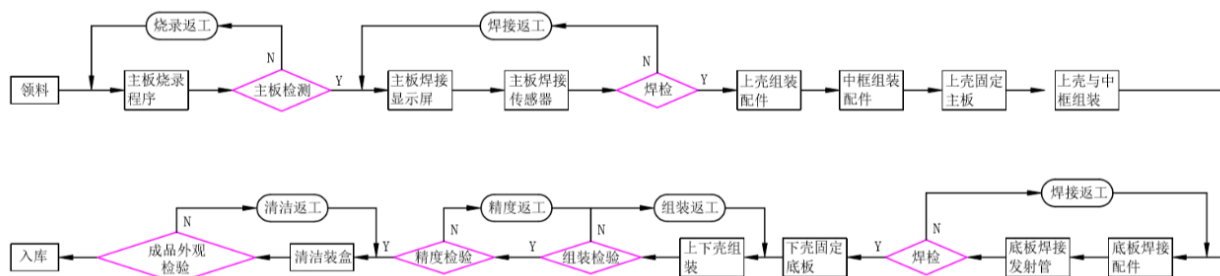 烧录返工
焊接返工
N
N
领料
主板烧录
程序
主板检测
Y
主板焊接
显示屏
主板焊接
传感器
焊检
Y
上壳组装
配件
中框组装
配件
上壳固定
主板
上壳与中
框组装
清洁返工
精度返工
组装返工
焊接返工
N
N
N
N
入库
成品外观
检验
清洁装盒
Y
精度检验
Y
组装检验
上下壳组
装
下壳固定
底板
Y
焊检
底板焊接
发射管
底板焊接
配件